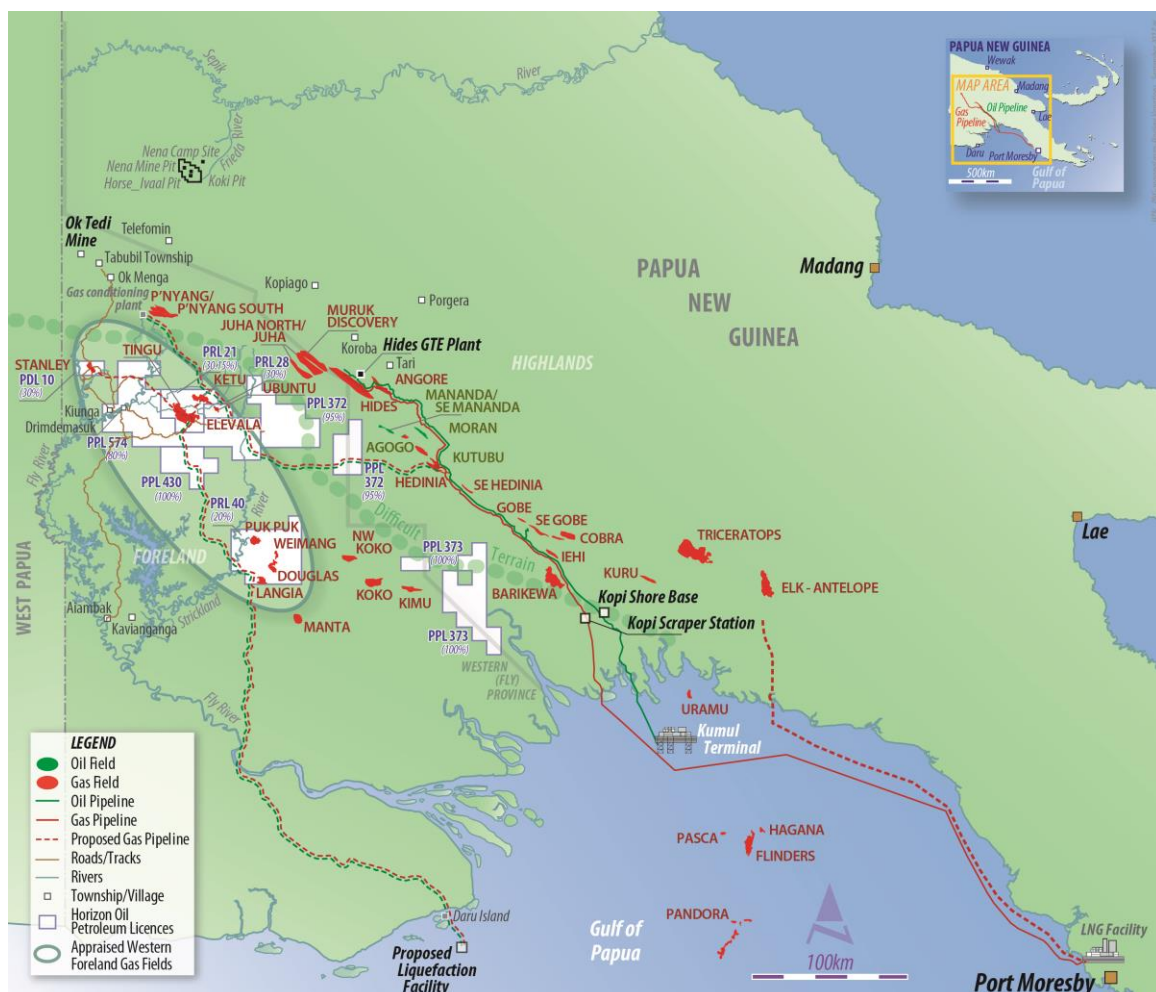 PAPUA NEW GUINEA
Wewak
MAP AREA
Madang
Oil Pipeline
Gas
Pipeline
Lae
Daru
Port Moresby
Gulf of
Papua
500km
Sepik
River
Frieda River
Nena Camp Site
Nena Mine Pit
Horse_Ivaal Pit
Koki Pit
Ok Tedi
Mine
Telefomin
Tabubil Township
Ok Menga
Gas conditioning
plant
P'NYANG/
P'NYANG SOUTH
Kopiago
Porgera
MURUK
DISCOVERY
JUHA NORTH/
JUHA
Koroba
Hides GTE Plant
Tari
HIGHLANDS
PAPUA
NEW
GUINEA
Madang
STANLEY
PDL 10
(30%)
TINGU
PRL 21
(30.15%)
KETU
PRL 28
(30%)
UBUNTU
ELEVALA
Kiunga
Drimdemasuk
PPL 574
(80%)
PPL 372
(95%)
HIDES
ANGORE
MANANDA/
SE MANANDA
MORAN
AGOGO
KUTUBU
HEDINIA
SE HEDINIA
PPL
372
(95%)
PPL 430
(100%)
PRL 40
(20%)
River
Fly River
PUK PUK
WEIMANG
DOUGLAS
LANGIA
FORELAND
Strickland
Difficult
Terrain
GOBE
SE GOBE
COBRA
IEHI
BARIKEWA
NW
KOKO
KOKO
KIMU
MANTA
PPL 373
(100%)
PPL 373
(100%)
TRICERATOPS
KURU
ELK - ANTELOPE
Lae
Kopi Shore Base
Kopi Scraper Station
WEST PAPUA
Aiambak
Kavianganga
WESTERN
(FLY)
PROVINCE
Fly River
URAMU
Kumul
Terminal
PASCA
HAGANA
FLINDERS
PANDORA
Gulf of
Papua
N
100km
LNG Facility
Port Moresby
Daru Island
Proposed
Liquefaction
Facility
LEGEND
Oil Field
Gas Field
Oil Pipeline
Gas Pipeline
Proposed Gas Pipeline
Roads/Tracks
Rivers
Township/Village
Horizon Oil
Petroleum Licences
Appraised Western
Foreland Gas Fields